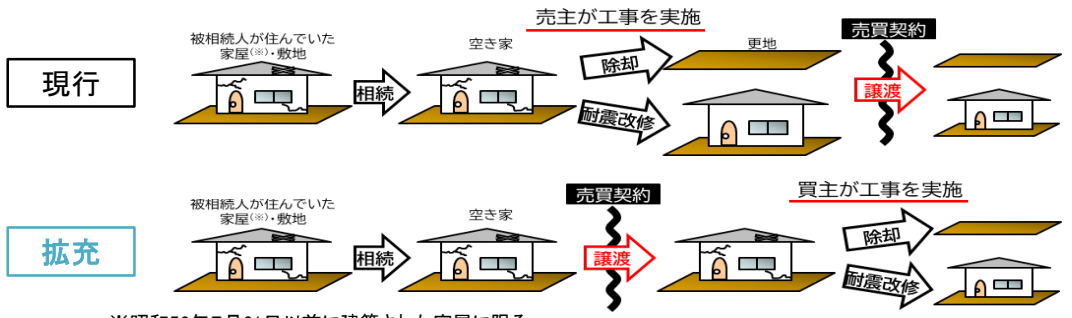 売主が工事を実施
被相続人が住んでいた
家屋(※)・敷地
空き家
更地
売買契約
現行
相続
除却
耐震改修
譲渡
被相続人が住んでいた
家屋(※)・敷地
空き家
売買契約
買主が工事を実施
拡充
相続
譲渡
除却
耐震改修